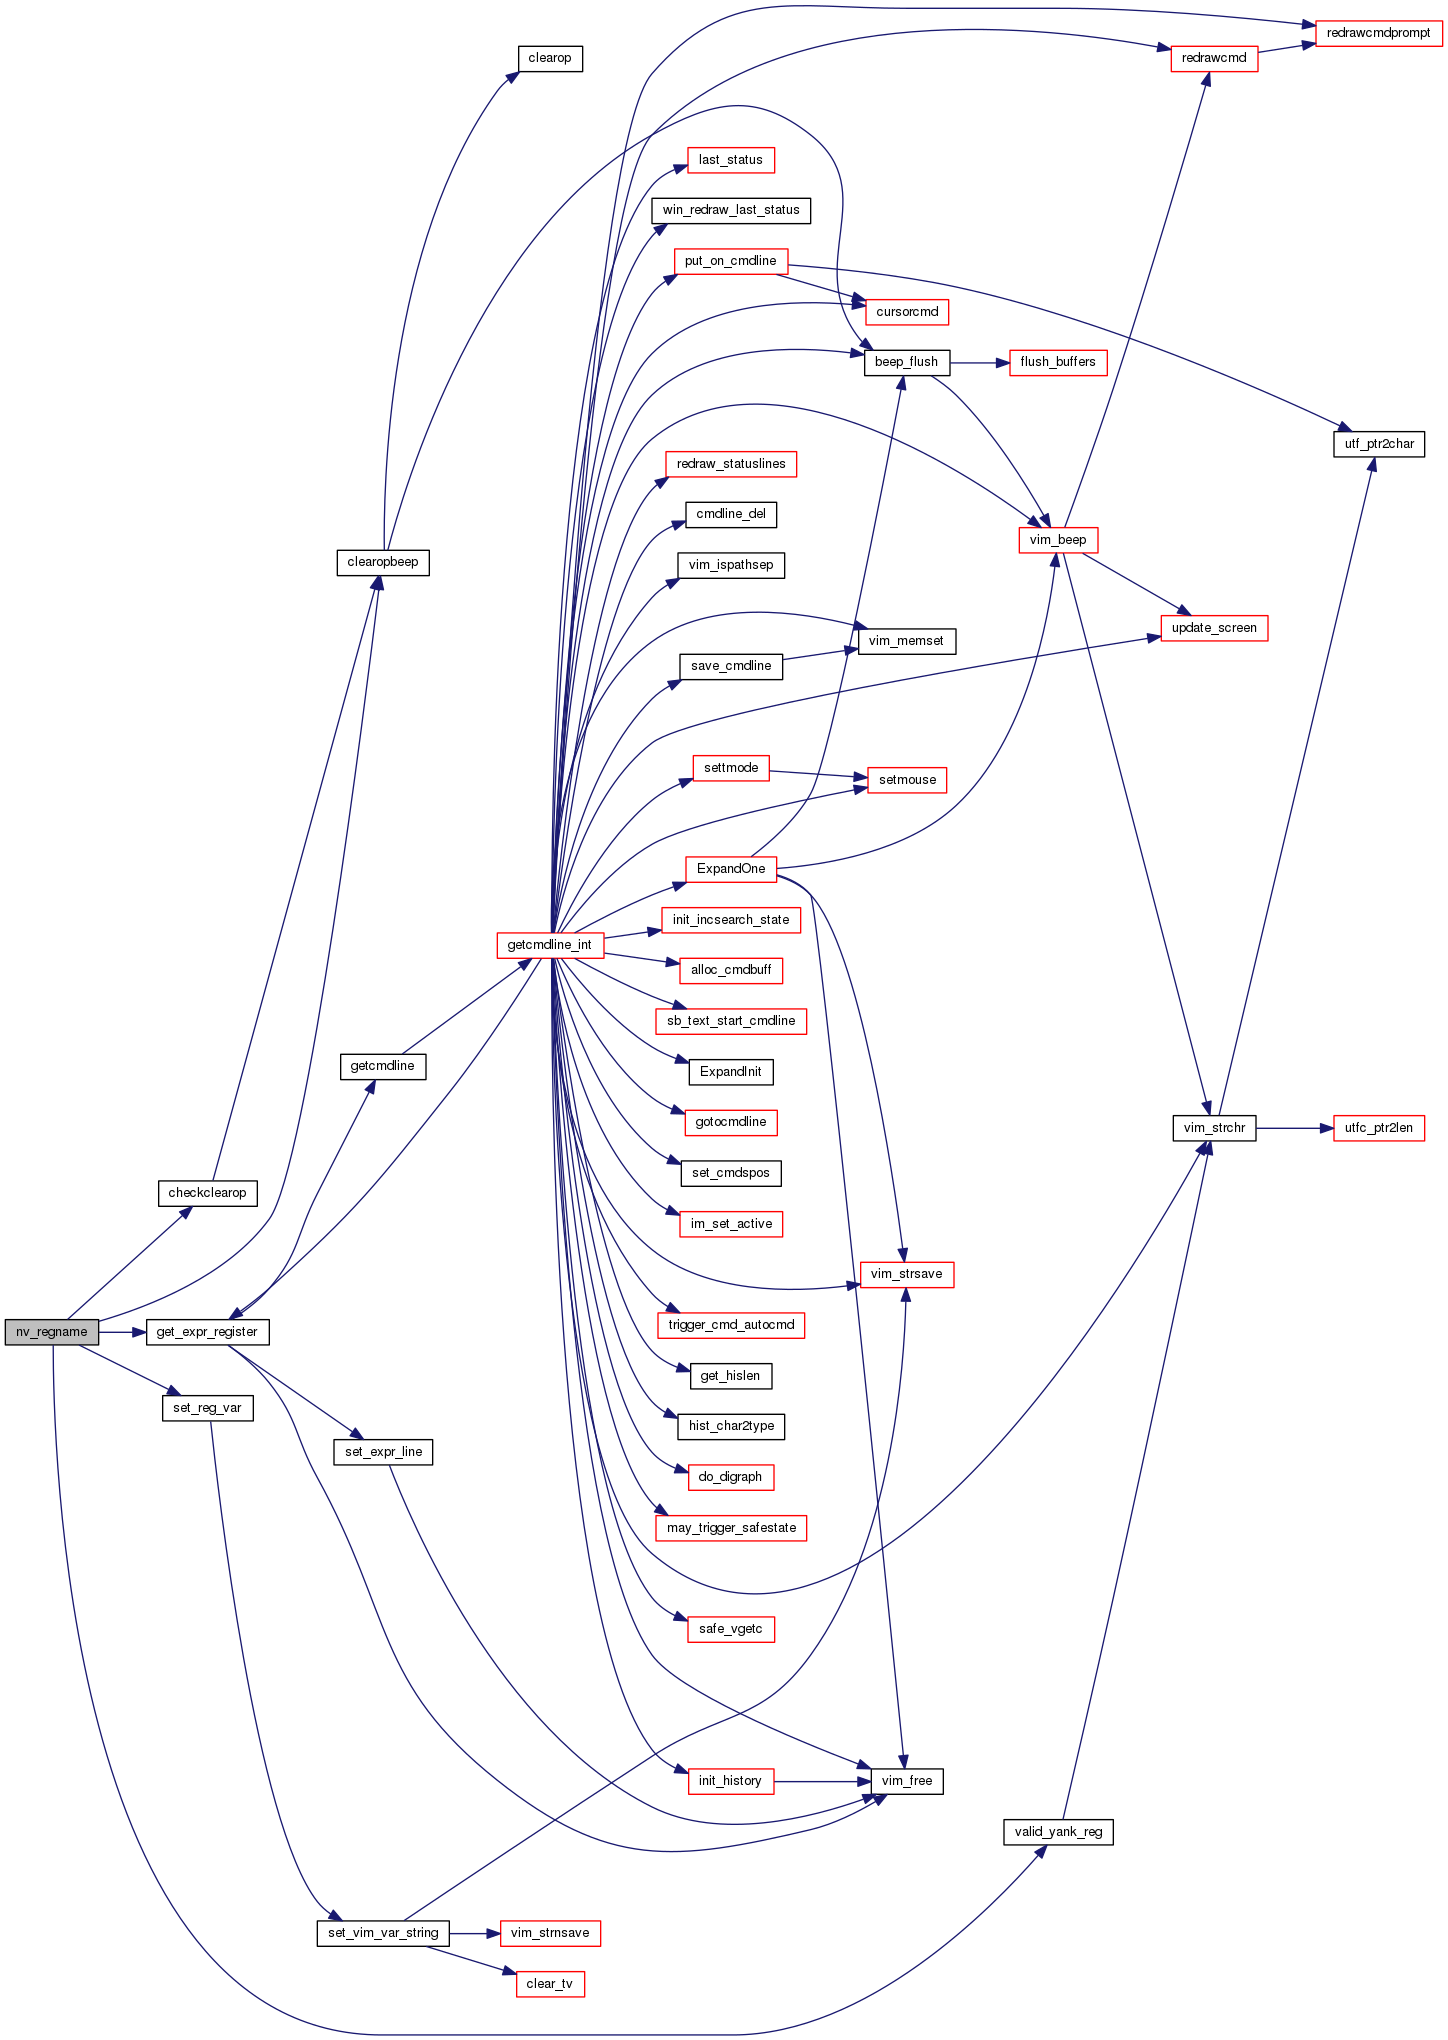 redrawcmdprompt
clearop
redrawcmd
last_status
win_redraw_last_status
put_on_cmdline
cursorcmd
beep_flush
flush_buffers
utf_ptr2char
redraw_statuslines
cmdline_del
vim_beep
clearopbeep
vim_ispathsep
update_screen
vim_memset
save_cmdline
settmode
setmouse
ExpandOne
init_incsearch_state
getcmdline_int
alloc_cmdbuff
sb_text_start_cmdline
getcmdline
ExpandInit
gotocmdline
vim_strchr
utfc_ptr2len
set_cmdspos
checkclearop
im_set_active
vim_strsave
trigger_cmd_autocmd
nv_regname
get_expr_register
get_hislen
set_reg_var
hist_char2type
set_expr_line
do_digraph
may_trigger_safestate
safe_vgetc
init_history
vim_free
valid_yank_reg
set_vim_var_string
vim_strnsave
clear_tv